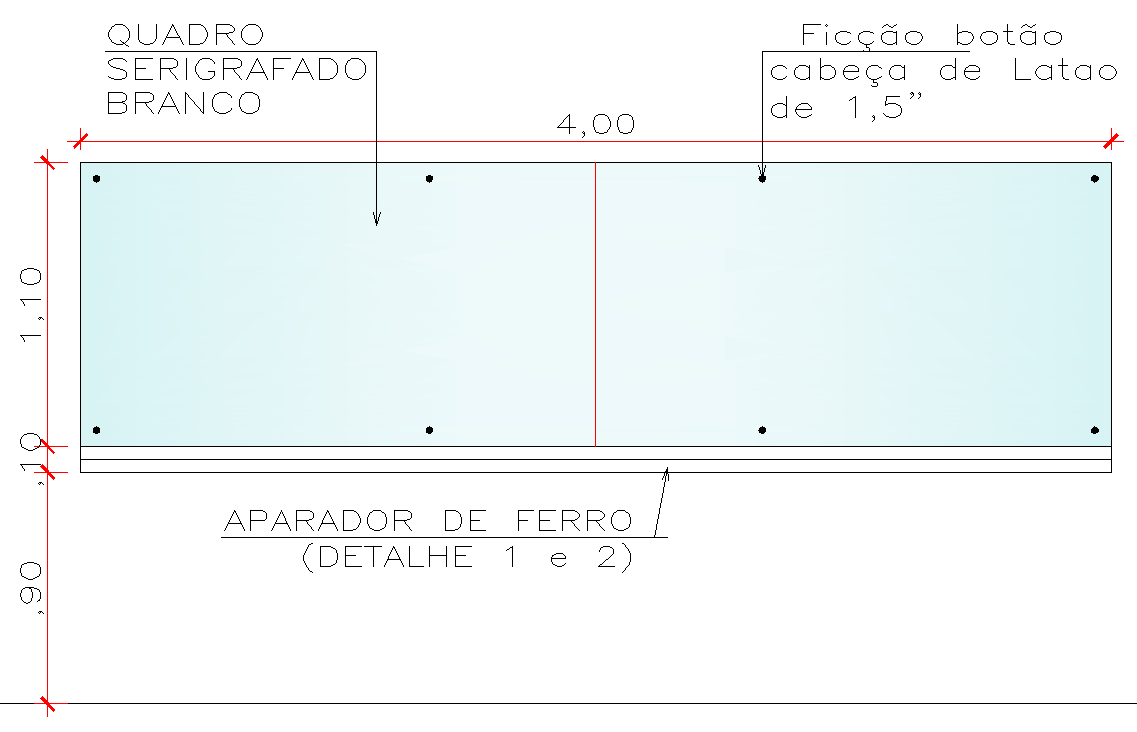 QUADRO
SERIGRAFADO
BRANCO
Ficção botão
cabeça de Latao
de 1,5”
4,00
1,10
,10
,90
APARADOR DE FERRO
(DETALHE 1 e 2)